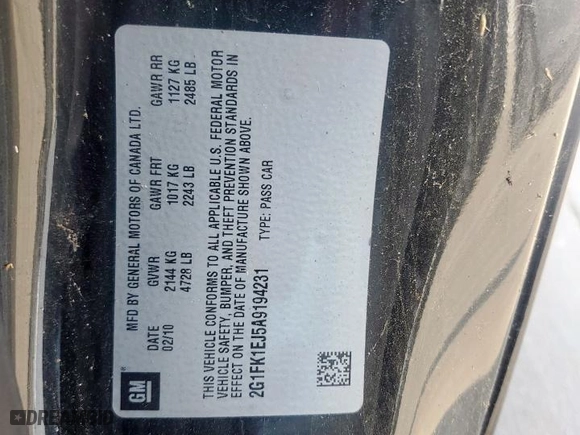 GM
MFD BY GENERAL MOTORS OF CANADA LTD.
DATE GVWR GAWR FRT GAWR RR
02/10 2144 KG 1017 KG 1127 KG
4728 LB 2243 LB 2485 LB
THIS VEHICLE CONFORMS TO ALL APPLICABLE U.S. FEDERAL MOTOR
VEHICLE SAFETY, BUMPER, AND THEFT PREVENTION STANDARDS IN
EFFECT ON THE DATE OF MANUFACTURE SHOWN ABOVE.
2G1FK1EJ5A9194231 TYPE: PASS CAR
DREAMBID